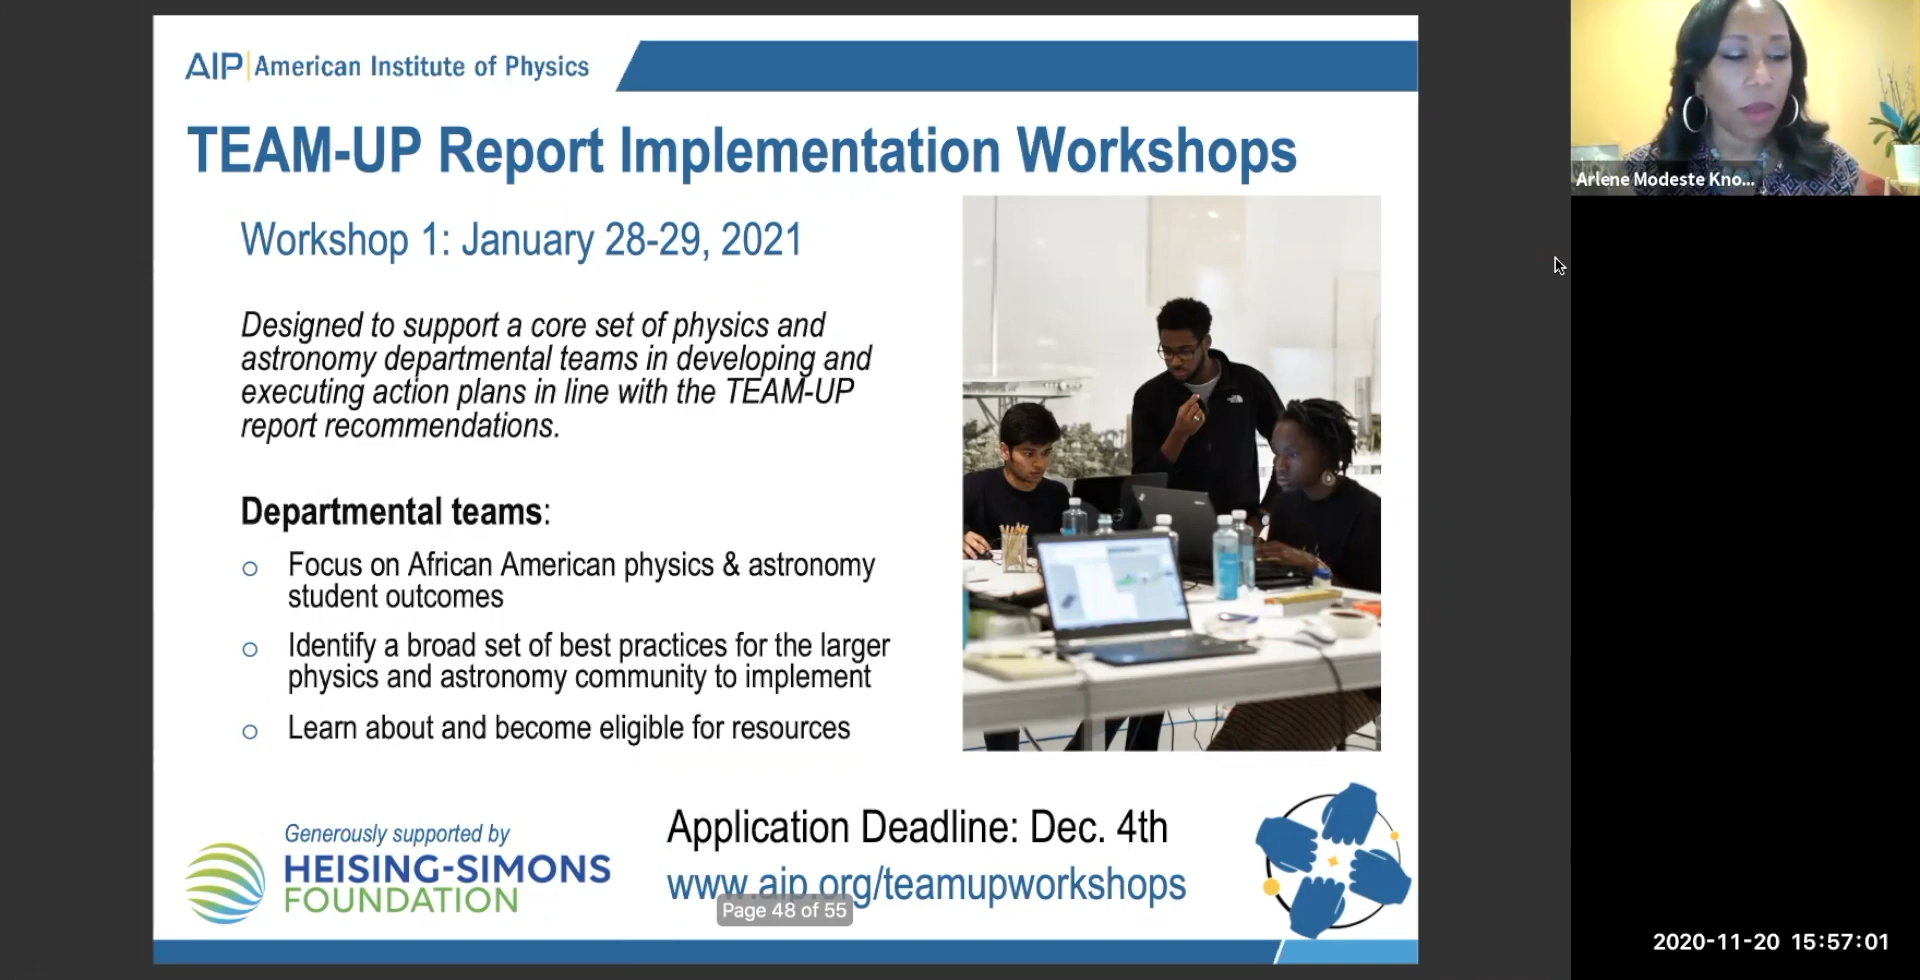 AIP American Institute of Physics
TEAM-UP Report Implementation Workshops
Workshop 1: January 28-29, 2021
Designed to support a core set of physics and
astronomy departmental teams in developing and
executing action plans in line with the TEAM-UP
report recommendations.
Departmental teams:
Focus on African American physics & astronomy
student outcomes
Identify a broad set of best practices for the larger
physics and astronomy community to implement
Learn about and become eligible for resources
Generously supported by
HEISING-SIMONS
FOUNDATION
Application Deadline: Dec. 4th
www.aip.org/teamupworkshops
Page 48 of 55
Arlene Modeste Kno...
2020-11-20 15:57:01